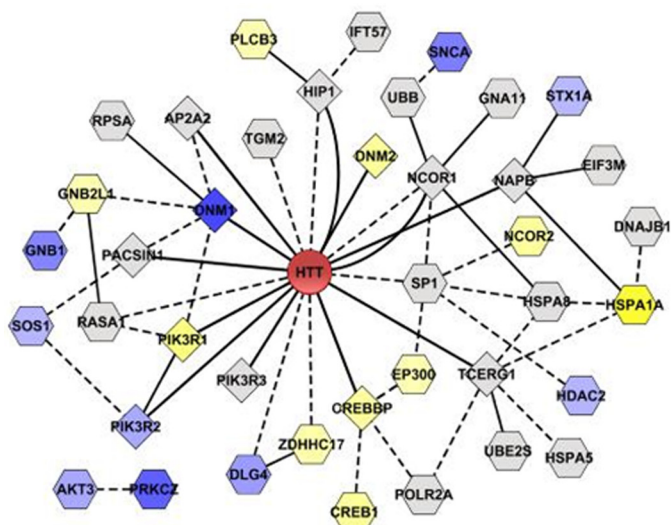 IFT57
PLCB3
SNCA
HIP1
UBB
GNA11
STX1A
RPSA
AP2A2
TGM2
DNM2
NCOR1
NAPB
EIF3M
GNB2L1
DNM1
DNAJB1
NCOR2
GNB1
PACSIN1
HTT
SP1
HSPA8
HSPA1A
SOS1
RASA1
PIK3R1
PIK3R3
EP300
TCERG1
HDAC2
CREBBP
PIK3R2
ZDHHC17
UBE2S
HSPA5
DLG4
AKT3
PRKCZ
CREB1
POLR2A